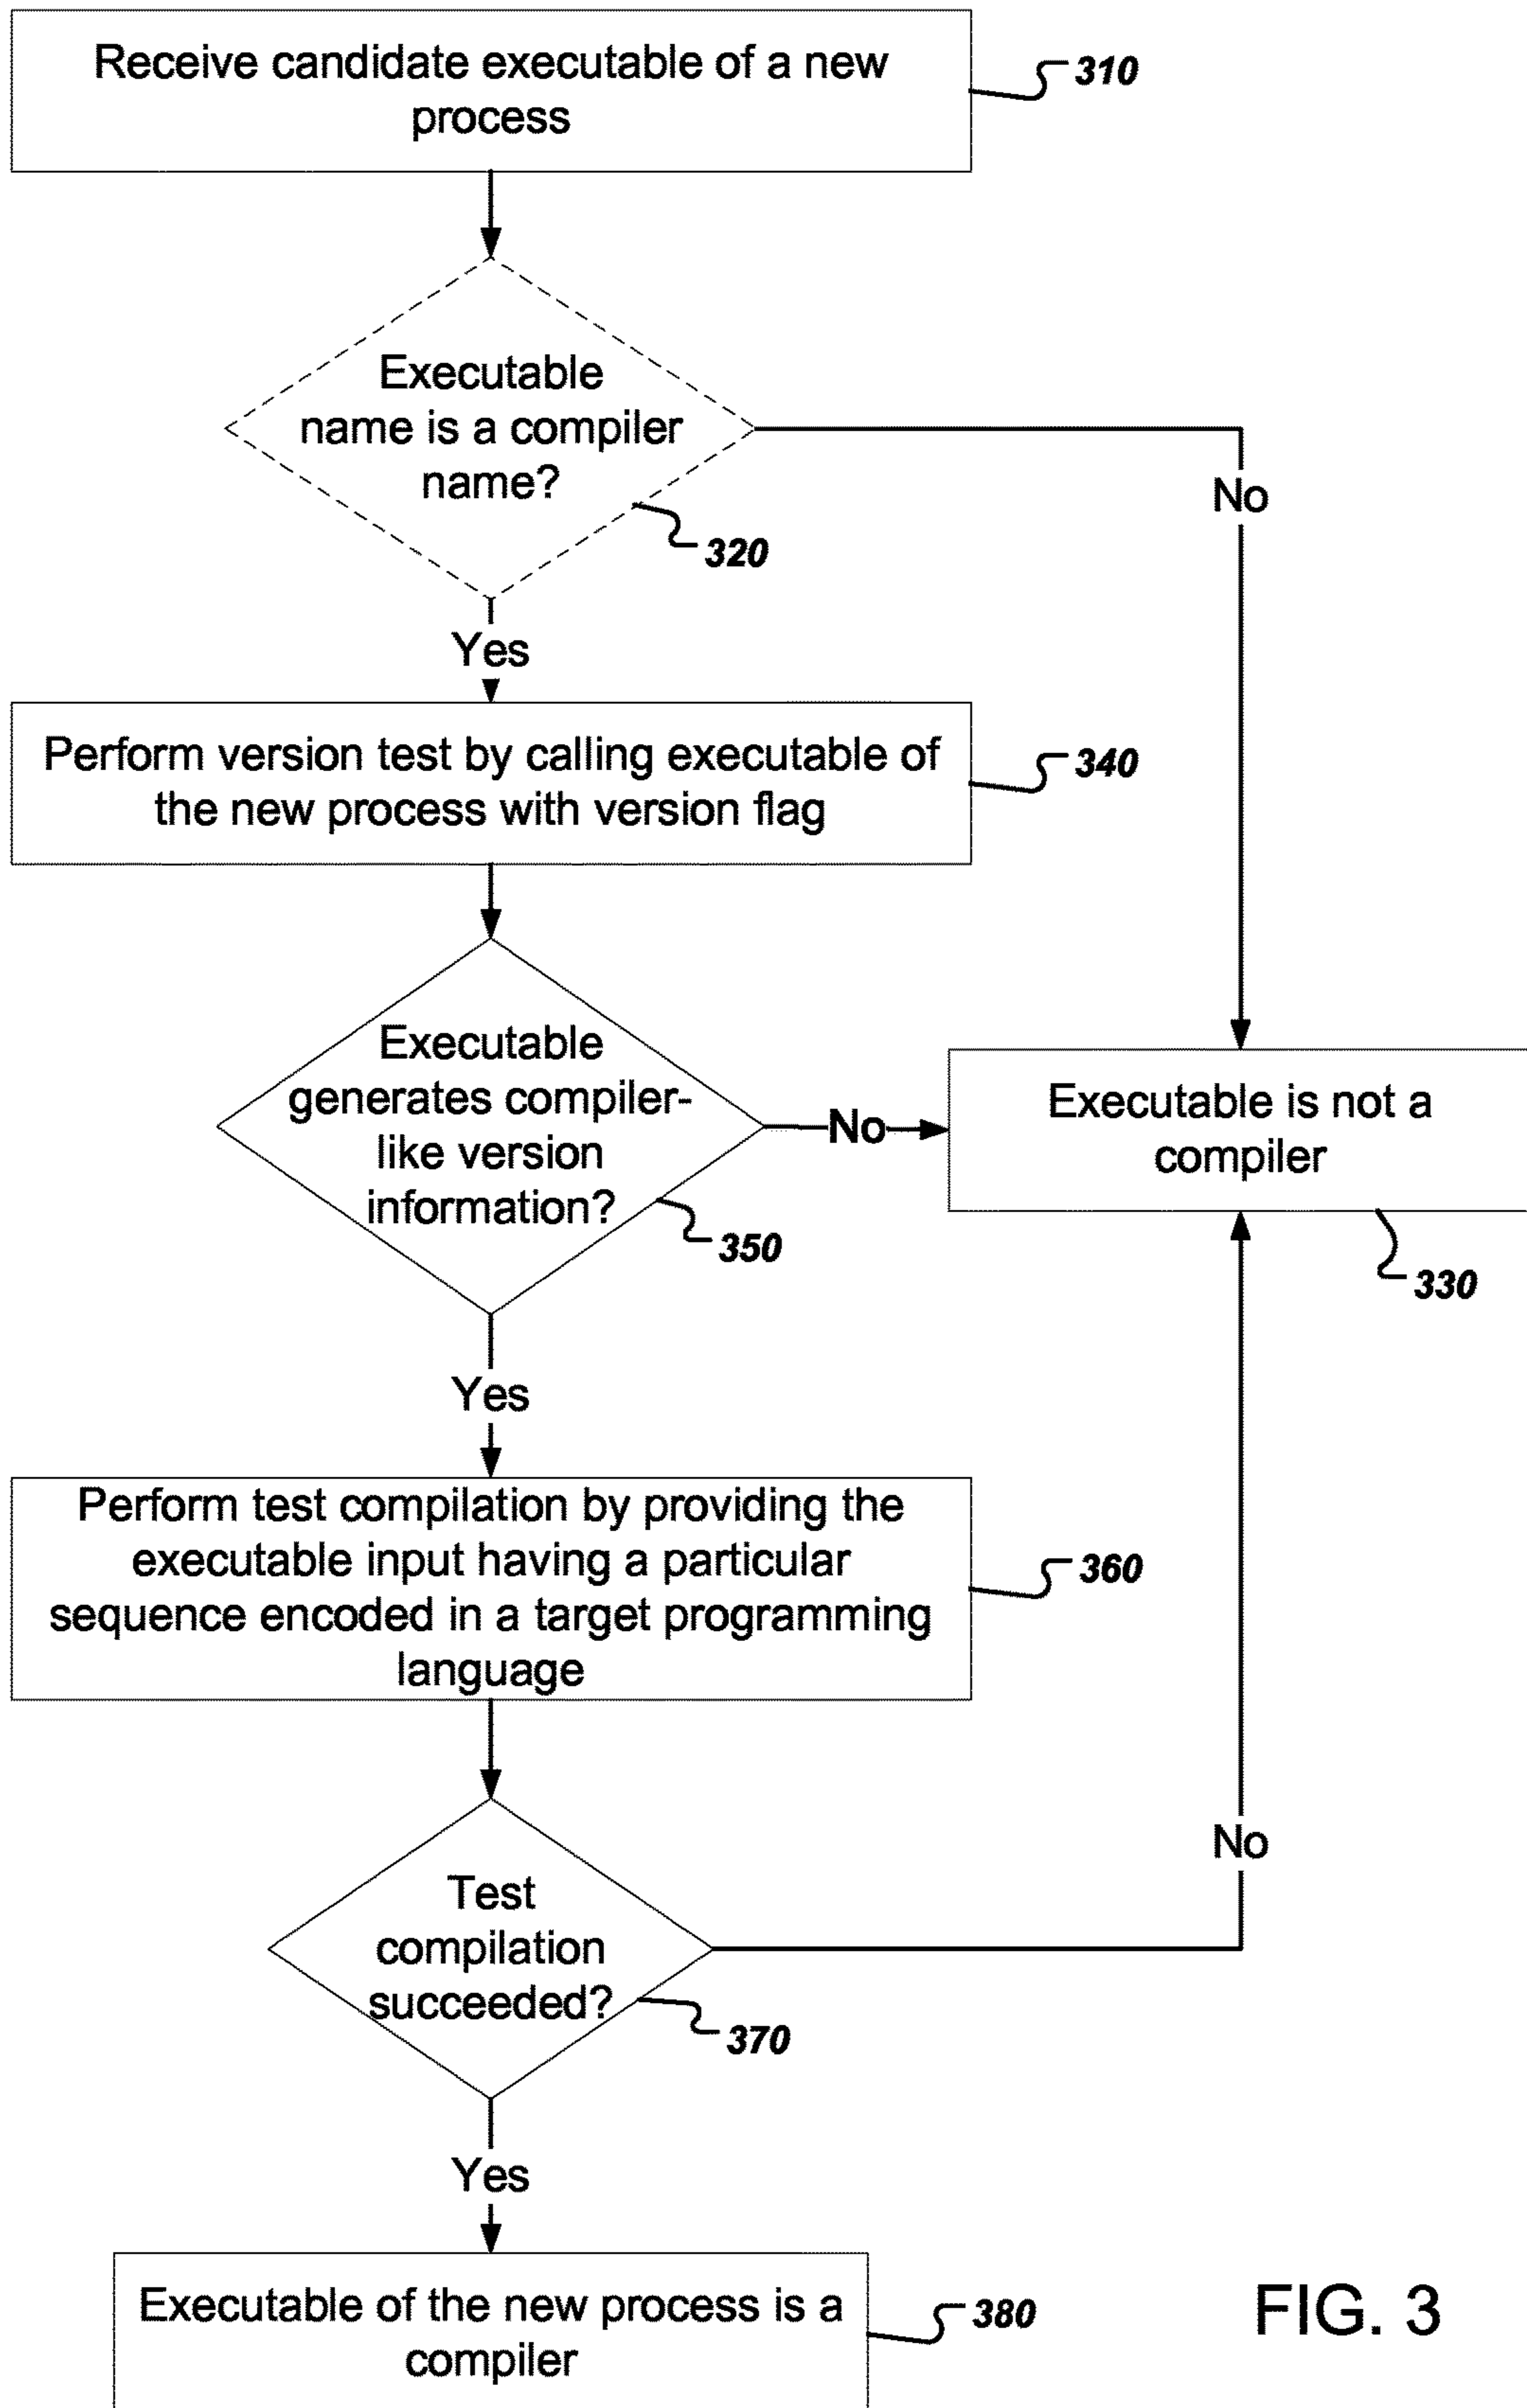 Receive candidate executable of a new
process
310
Executable
name is a compiler
name?
320
No
Yes
Perform version test by calling executable of
the new process with version flag
340
Executable
generates compiler-
like version
information?
350
No
Executable is not a
compiler
330
Yes
Perform test compilation by providing the
executable input having a particular
sequence encoded in a target programming
language
360
Test
compilation
succeeded?
370
No
Yes
Executable of the new process is a
compiler
380
FIG. 3